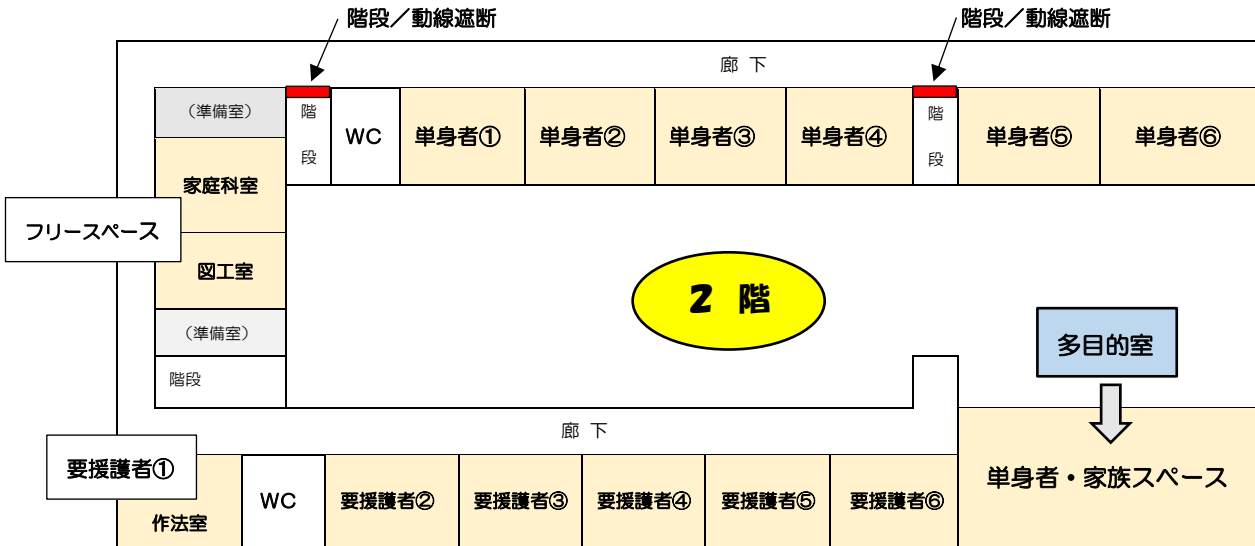 階段／動線遮断
階段／動線遮断
廊 下
（準備室）
階
段
WC
単身者①
単身者②
単身者③
単身者④
階
段
単身者⑤
単身者⑥
家庭科室
フリースペース
図工室
2 階
（準備室）
多目的室
階段
廊 下
要援護者①
作法室
WC
要援護者②
要援護者③
要援護者④
要援護者⑤
要援護者⑥
単身者・家族スペース